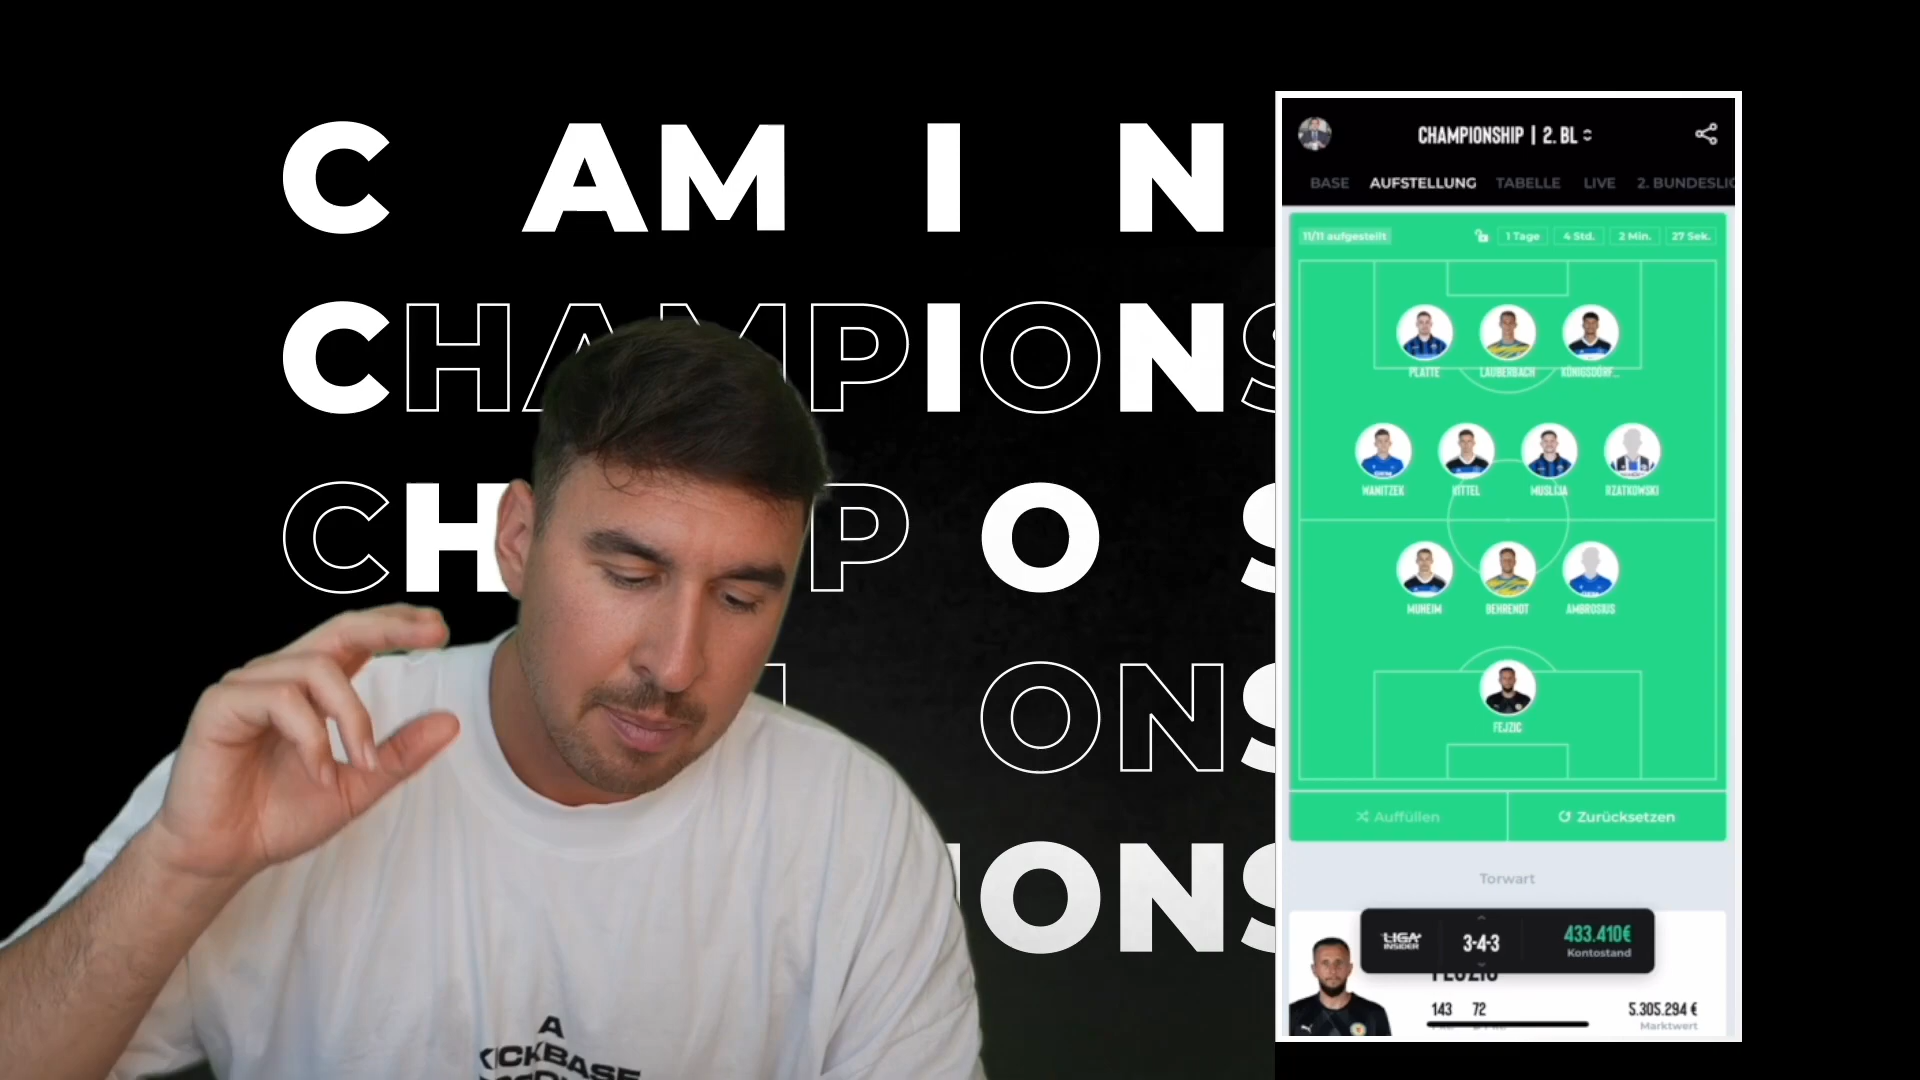 C AM I N
CHAMPIONS
CH P O S
ONS
IONS
A
KICKBASE
CHAMPIONSHIP | 2. BL
BASE AUFSTELLUNG TABELLE LIVE 2. BUNDESLIG
11/11 aufgestellt 1 Tage 4 Std. 2 Min. 27 Sek.
PLATTE LAUBERBACH KÖNIGSDÖRF...
WANITZEK KITTEL MUSLIJA RZATKOWSKI
MUHEIM BEHRENDT AMBROSIUS
FEJZIC
Auffüllen Zurücksetzen
Torwart
LIGA
INSIDER
3-4-3
433.410€
Kontostand
FEJZIC
143 72 5.305.294 €
Marktwert